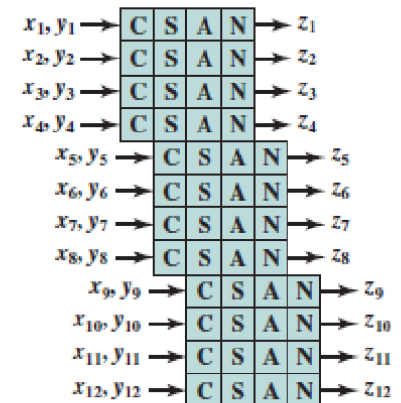 x1, y1 C S A N z1
x2, y2 C S A N z2
x3, y3 C S A N z3
x4, y4 C S A N z4
x5, y5 C S A N z5
x6, y6 C S A N z6
x7, y7 C S A N z7
x8, y8 C S A N z8
x9, y9 C S A N z9
x10, y10 C S A N z10
x11, y11 C S A N z11
x12, y12 C S A N z12